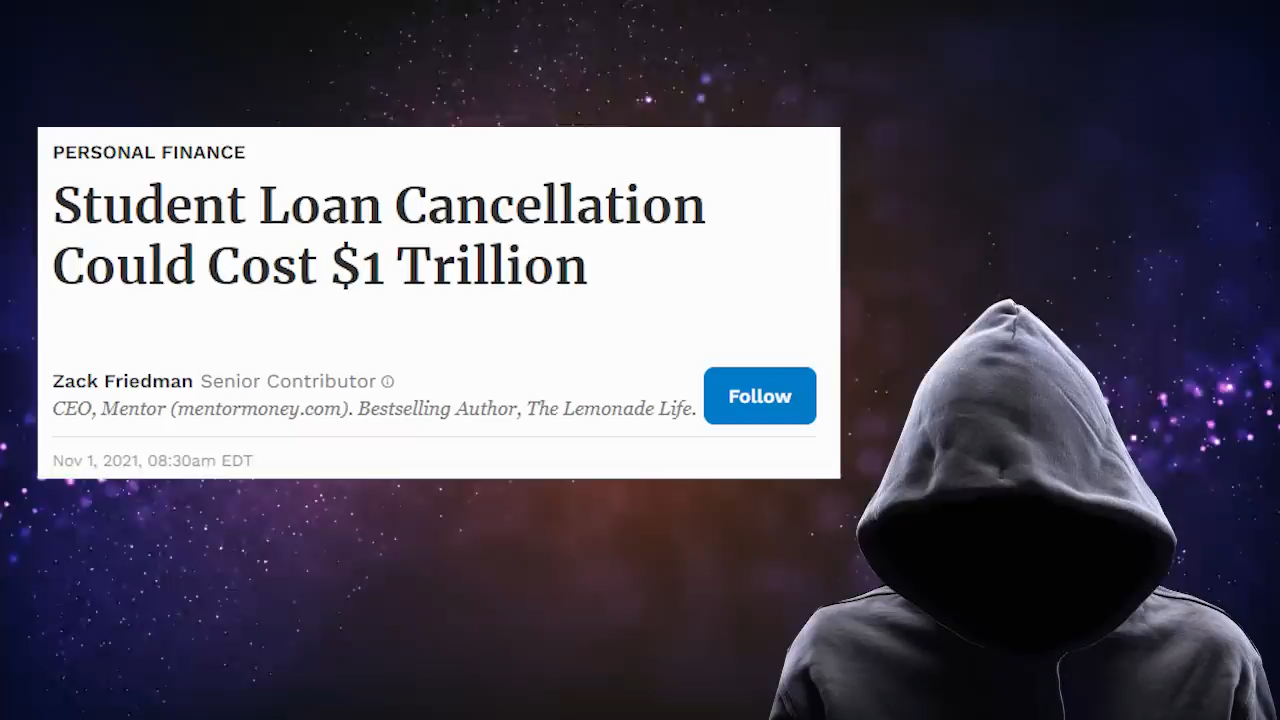 PERSONAL FINANCE
Student Loan Cancellation
Could Cost $1 Trillion
Zack Friedman Senior Contributor
CEO, Mentor (mentormoney.com). Bestselling Author, The Lemonade Life.
Follow
Nov 1, 2021, 08:30am EDT